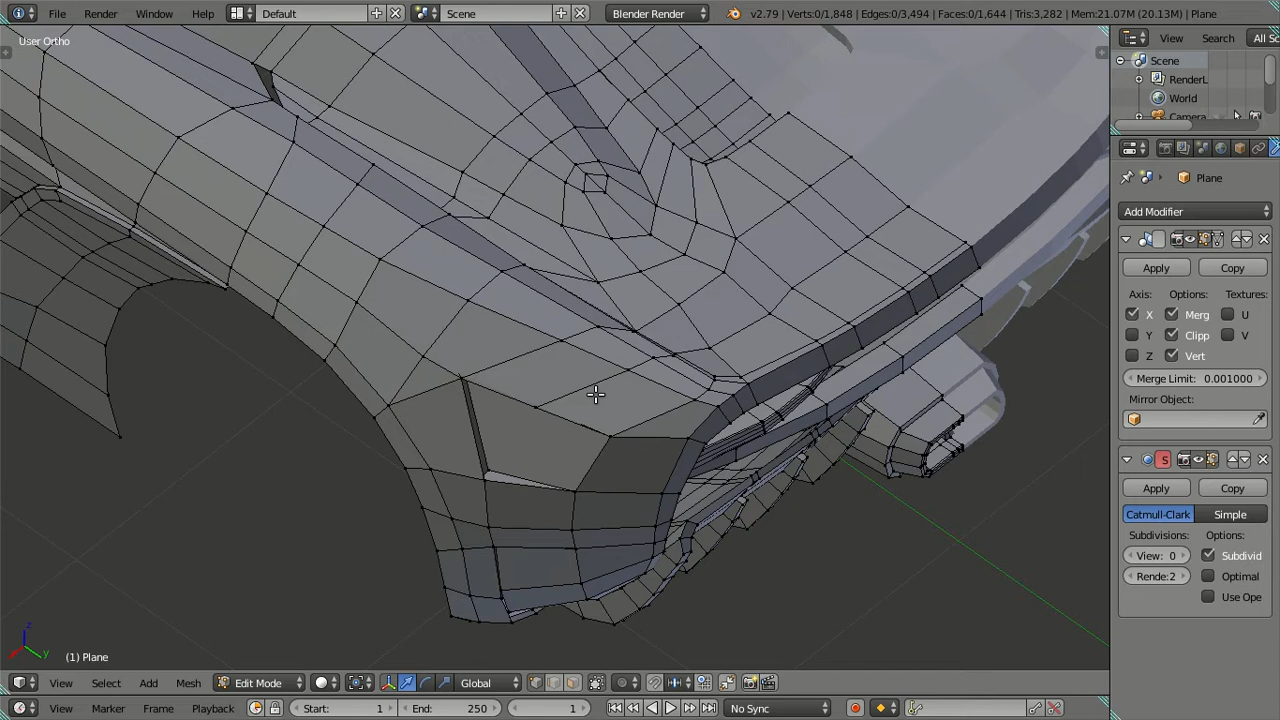 File Render Window Help Default Scene Blender Render v2.79 | Verts:0/1,848 | Edges:0/3,494 | Faces:0/1,644 | Tris:3,282 | Mem:21.07M (20.13M) | Plane
User Ortho
View Search All Sc
Scene
RenderL
World
Camera
Plane
Add Modifier
Apply Copy
Axis: Options: Textures:
X Merg U
Y Clipp V
Z Vert
Merge Limit: 0.001000
Mirror Object:
S
Apply Copy
Catmull-Clark Simple
Subdivisions: Options:
View: 0 Subdivid
Rende:2 Optimal
Use Ope
z
x y
(1) Plane
View Select Add Mesh Edit Mode Global
View Marker Frame Playback Start: 1 End: 250 1 No Sync